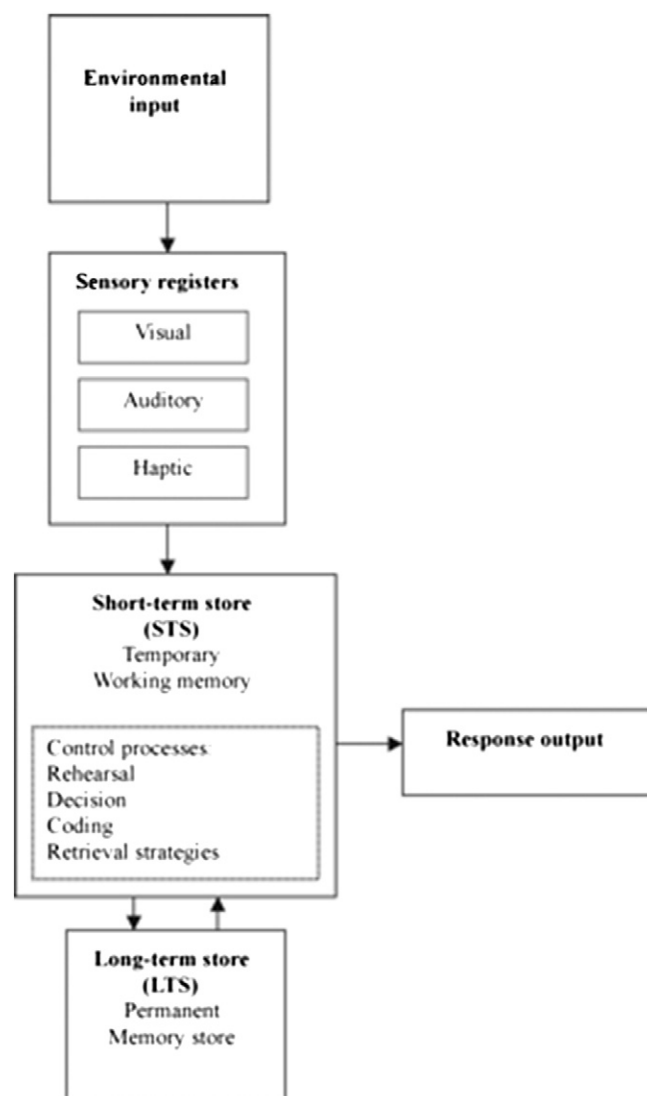 Environmental
input
Sensory registers
Visual
Auditory
Haptic
Short-term store
(STS)
Temporary
Working memory
Control processes
Rehearsal
Decision
Coding
Retrieval strategies
Response output
Long-term store
(LTS)
Permanent
Memory store